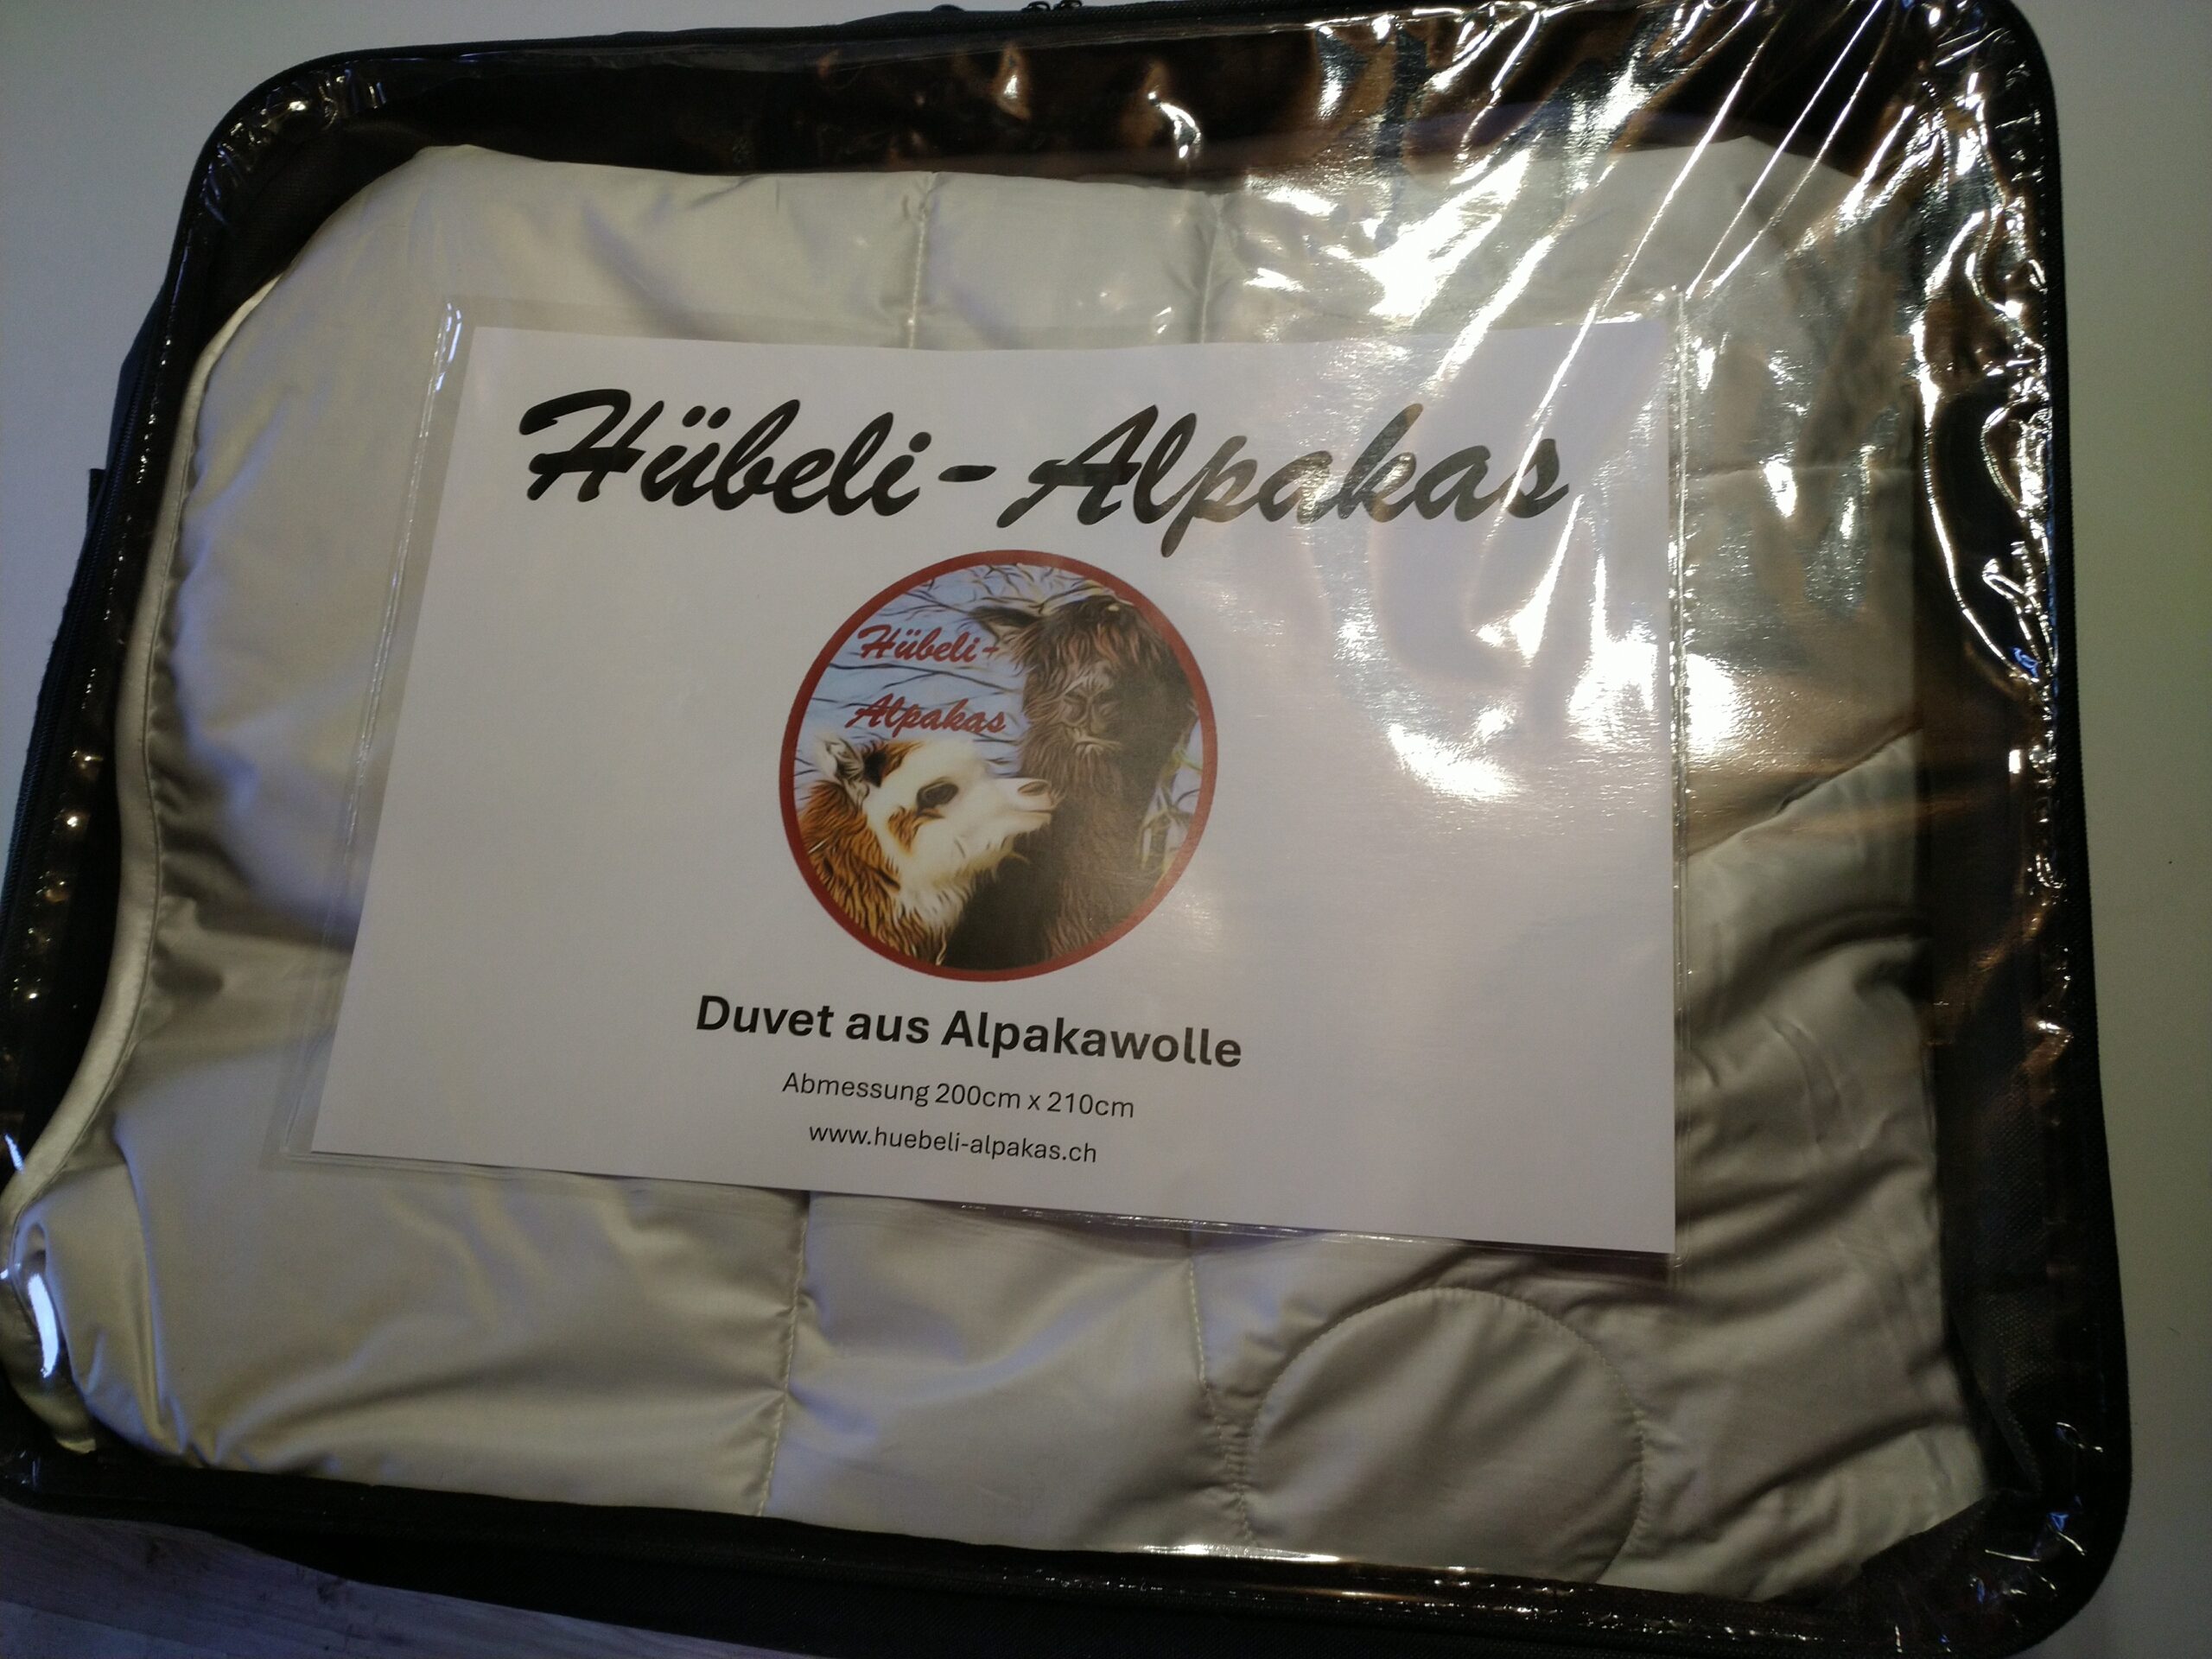 Hübeli-Alpakas
Hübeli-
Alpakas
Duvet aus Alpakawolle
Abmessung 200cm x 210cm
www.huebeli-alpakas.ch